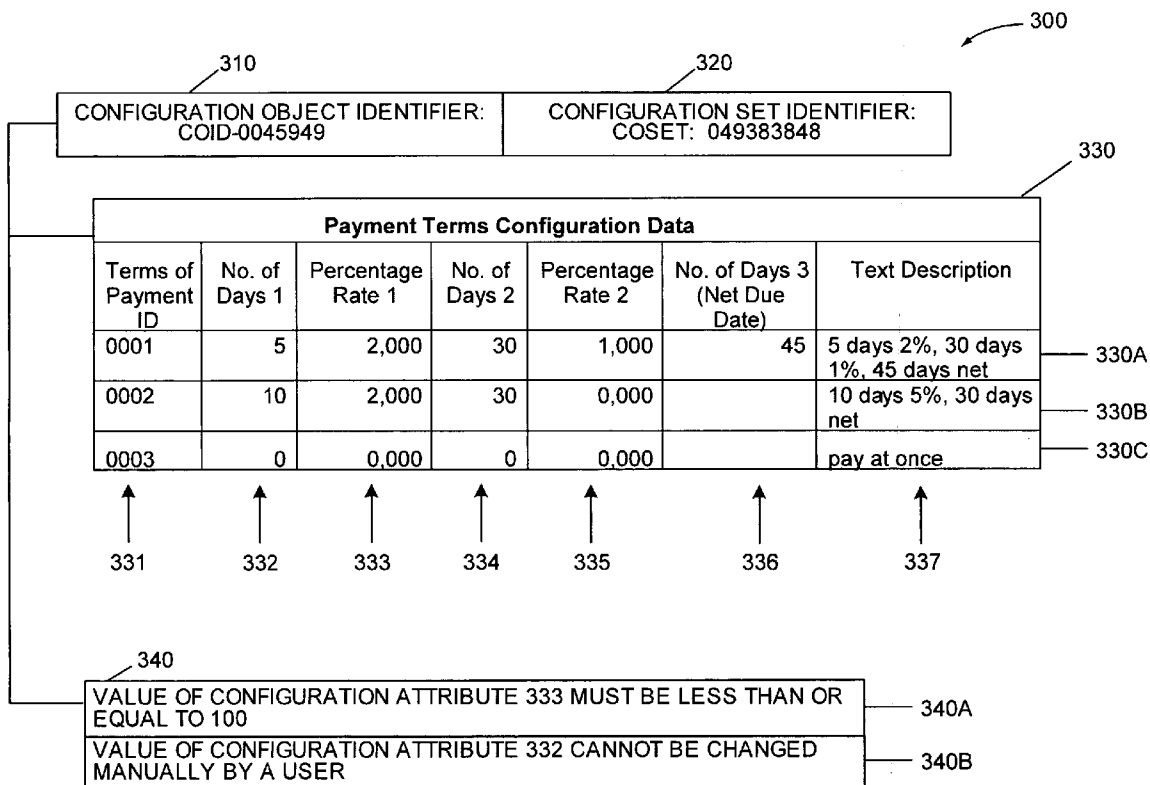 300
310
320
CONFIGURATION OBJECT IDENTIFIER:
COID-0045949
CONFIGURATION SET IDENTIFIER:
COSET: 049383848
330
Payment Terms Configuration Data
Terms of Payment ID
No. of Days 1
Percentage Rate 1
No. of Days 2
Percentage Rate 2
No. of Days 3 (Net Due Date)
Text Description
0001 5 2,000 30 1,000 45 5 days 2%, 30 days
1%, 45 days net
330A
0002 10 2,000 30 0,000 10 days 5%, 30 days
net
330B
0003 0 0,000 0 0,000 pay at once
330C
331 332 333 334 335 336 337
340
VALUE OF CONFIGURATION ATTRIBUTE 333 MUST BE LESS THAN OR
EQUAL TO 100
340A
VALUE OF CONFIGURATION ATTRIBUTE 332 CANNOT BE CHANGED
MANUALLY BY A USER
340B